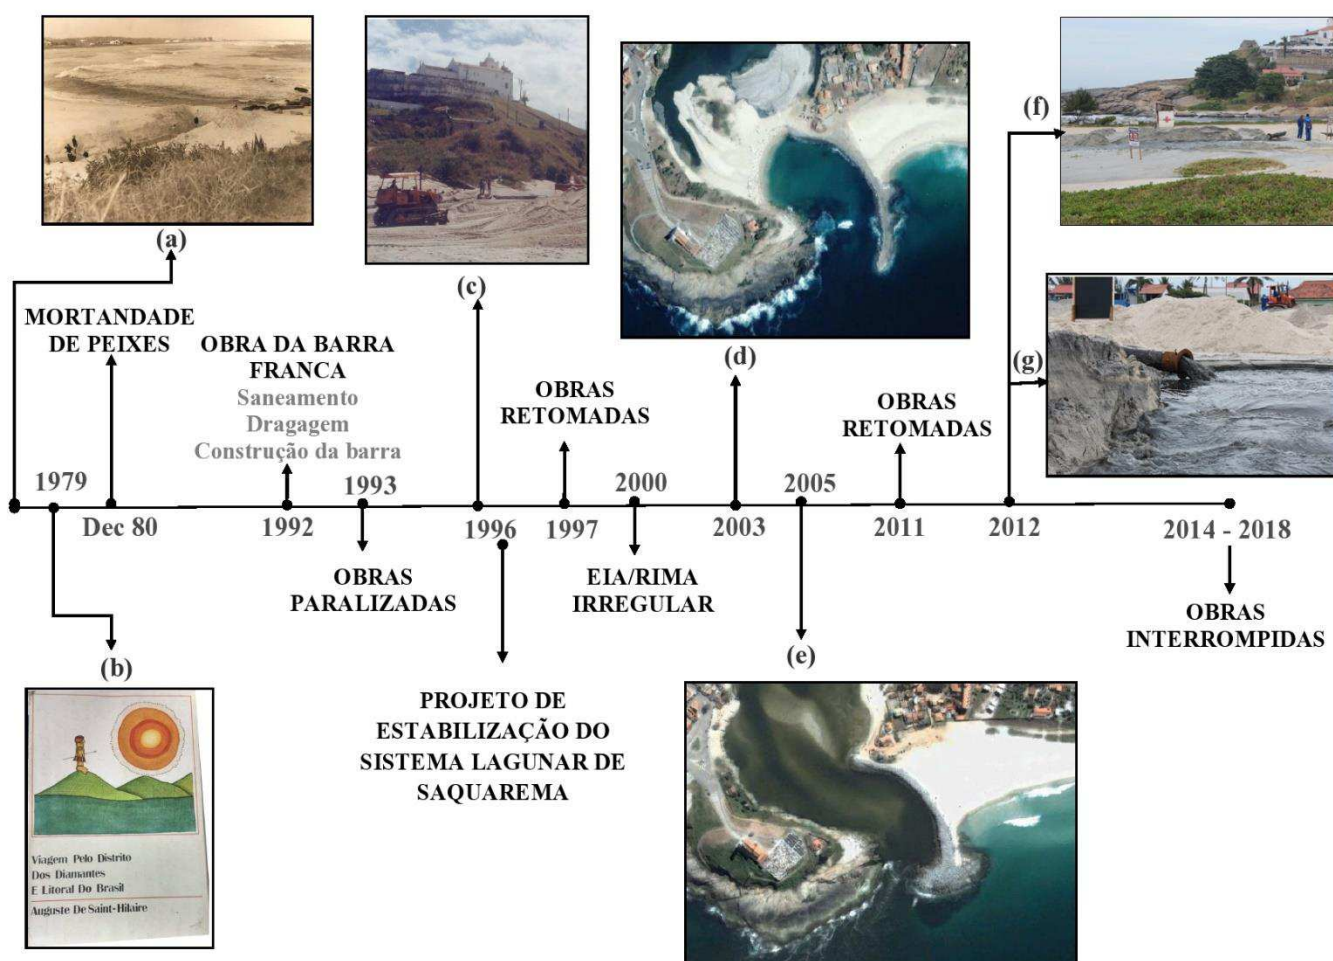 (a)
(c)
(d)
(f)
(g)
MORTANDADE
DE PEIXES
OBRA DA BARRA
FRANCA
Saneamento
Dragagem
Construção da barra
OBRAS
RETOMADAS
OBRAS
RETOMADAS
1979
1993
2000
2005
Dec 80
1992
1996
1997
2003
2011
2012
2014 - 2018
OBRAS
PARALIZADAS
EIA/RIMA
IRREGULAR
OBRAS
INTERROMPIDAS
(b)
(e)
PROJETO DE
ESTABILIZAÇÃO DO
SISTEMA LAGUNAR DE
SAQUAREMA
Viagem Pelo Distrito
Dos Diamantes
E Litoral Do Brasil
Auguste De Saint-Hilaire